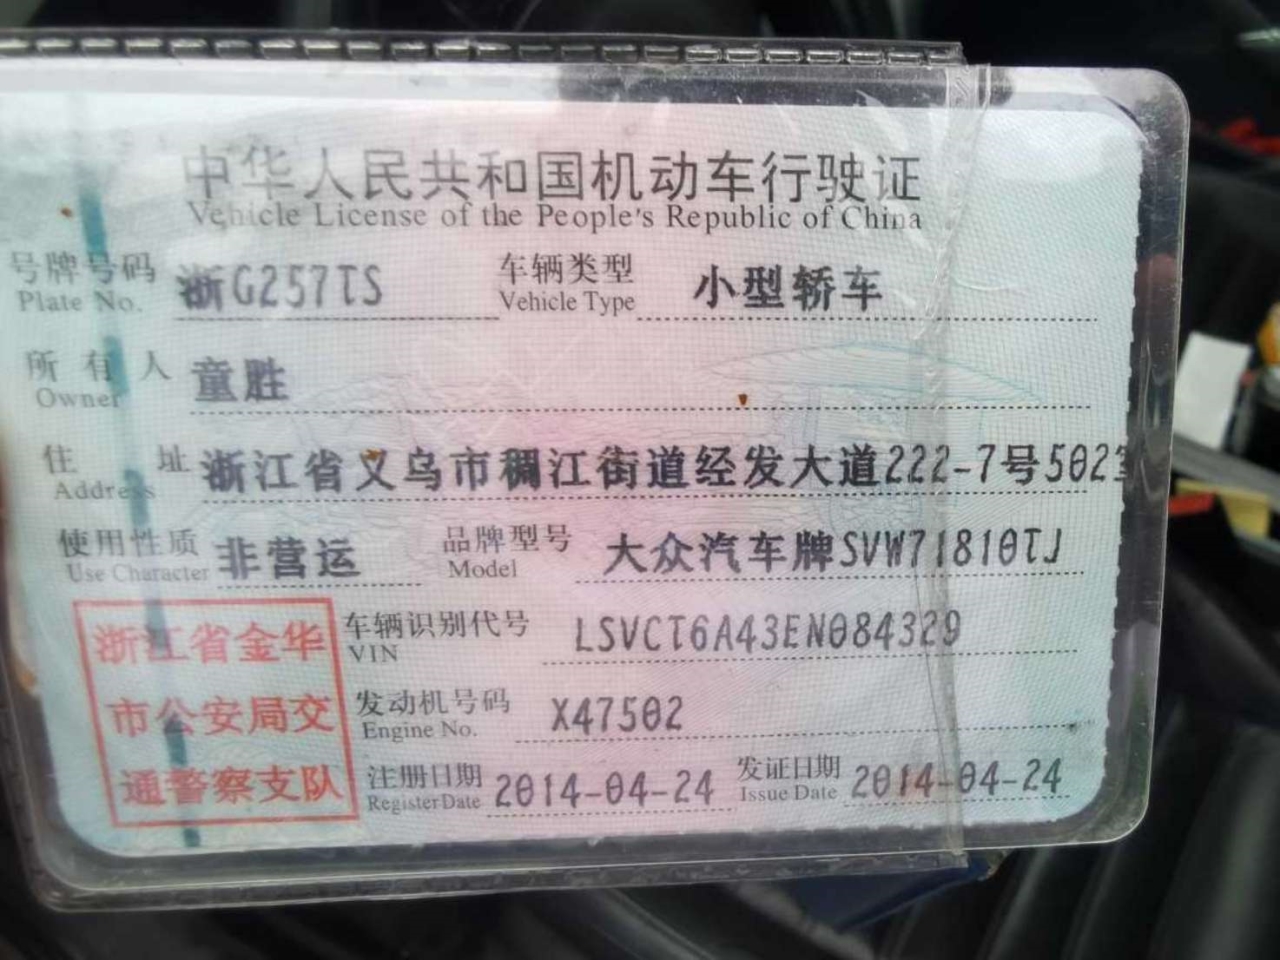 中华人民共和国机动车行驶证
Vehicle License of the People's Republic of China
号牌号码 浙G257TS 车辆类型 小型轿车
Plate No. Vehicle Type
所有人 童胜
Owner
住址 浙江省义乌市稠江街道经发大道222-7号502
Address
使用性质 非营运 品牌型号 大众汽车牌SVW71810TJ
Use Character Model
浙江省金华 车辆识别代号 LSVCT6A43EN084329
VIN
市公安局交 发动机号码 X47502
Engine No.
通警察支队 注册日期 2014-04-24 发证日期 2014-04-24
Register Date Issue Date